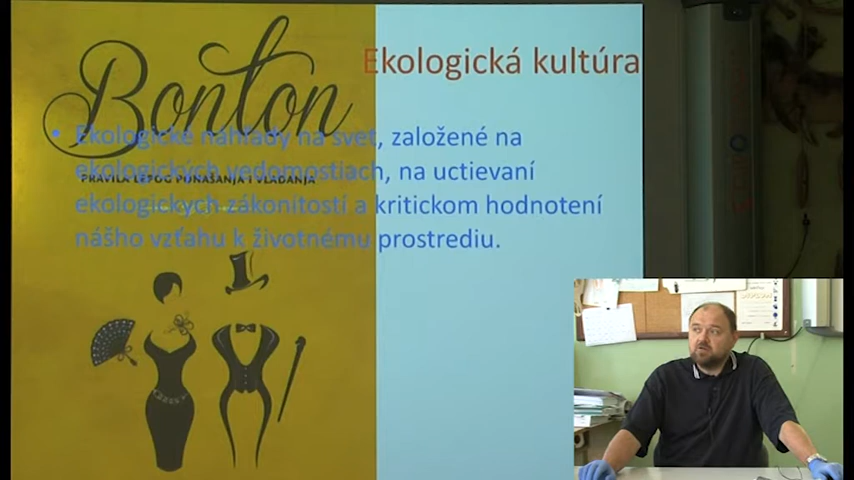 Bonton
Ekologická kultúra
• Ekologické náhľady na svet, založené na
ekologických vedomostiach, na uctievaní
PRAVILA LEPOG PONAŠANJA I VLADANJA
ekologických zákonitostí a kritickom hodnotení
nášho vzťahu k životnému prostrediu.